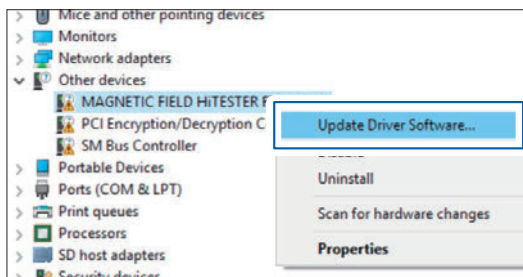 Mice and other pointing devices
Monitors
Network adapters
Other devices
MAGNETIC FIELD HiTESTER
PCI Encryption/Decryption
SM Bus Controller
Portable Devices
Ports (COM & LPT)
Print queues
Processors
SD host adapters
Security devices
Update Driver Software...
Uninstall
Scan for hardware changes
Properties